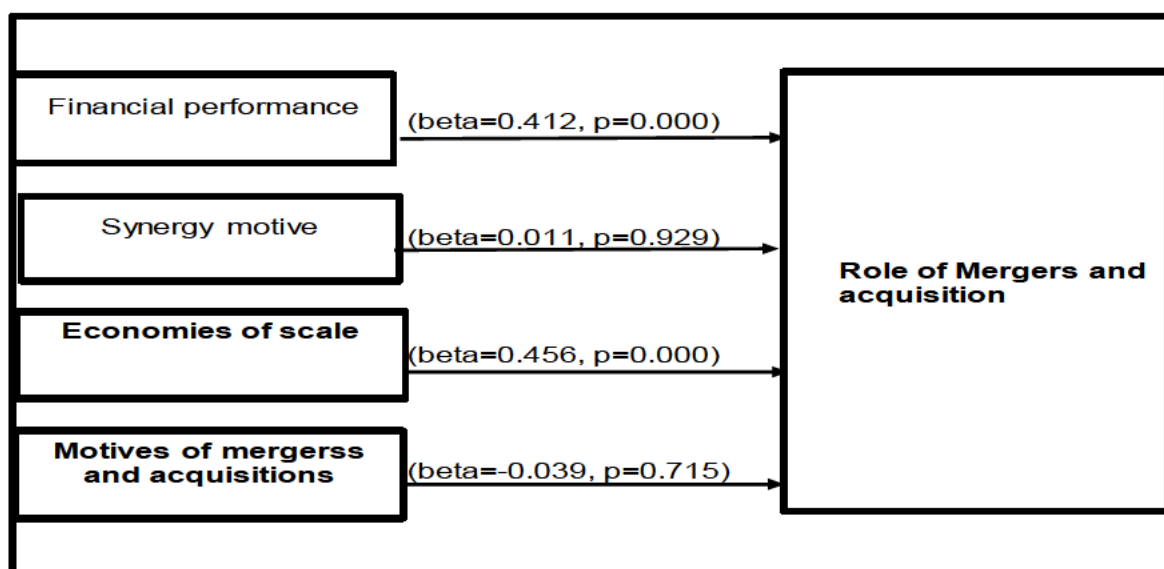 Financial performance
(beta=0.412, p=0.000)
Synergy motive
(beta=0.011, p=0.929)
Economies of scale
(beta=0.456, p=0.000)
Motives of mergerss
and acquisitions
(beta=-0.039, p=0.715)
Role of Mergers and
acquisition